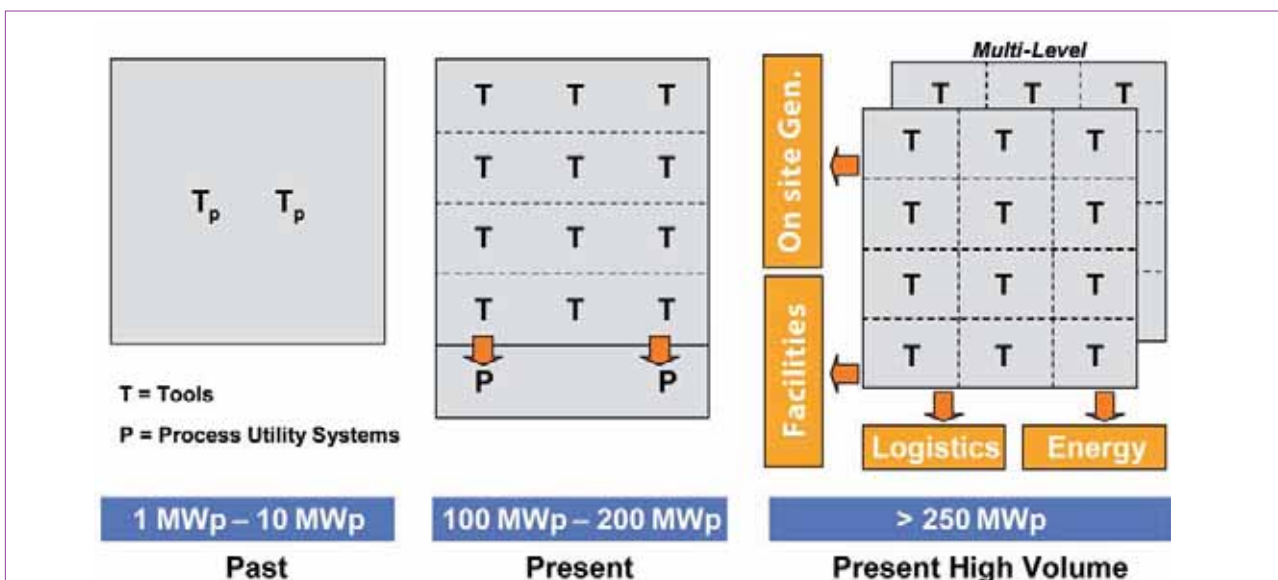 Tp Tp
T = Tools
P = Process Utility Systems
1 MWp – 10 MWp
Past
T T T
T T T
T T T
T T T
P P
100 MWp – 200 MWp
Present
Multi-Level
On site Gen.
Facilities
T T T
T T T
T T T
T T T
T T T
Logistics Energy
> 250 MWp
Present High Volume